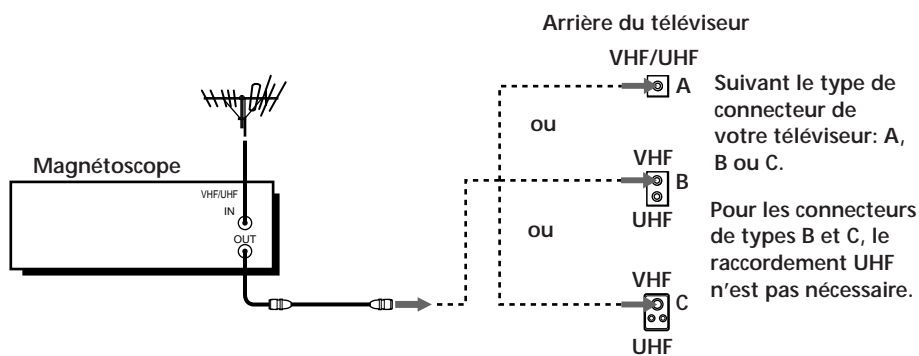 Arrière du téléviseur
VHF/UHF
A
ou
Suivant le type de
connecteur de
votre téléviseur: A,
B ou C.
Magnétoscope
VHF/UHF
IN
OUT
VHF
B
UHF
ou
Pour les connecteurs
de types B et C, le
raccordement UHF
n'est pas nécessaire.
VHF
C
UHF